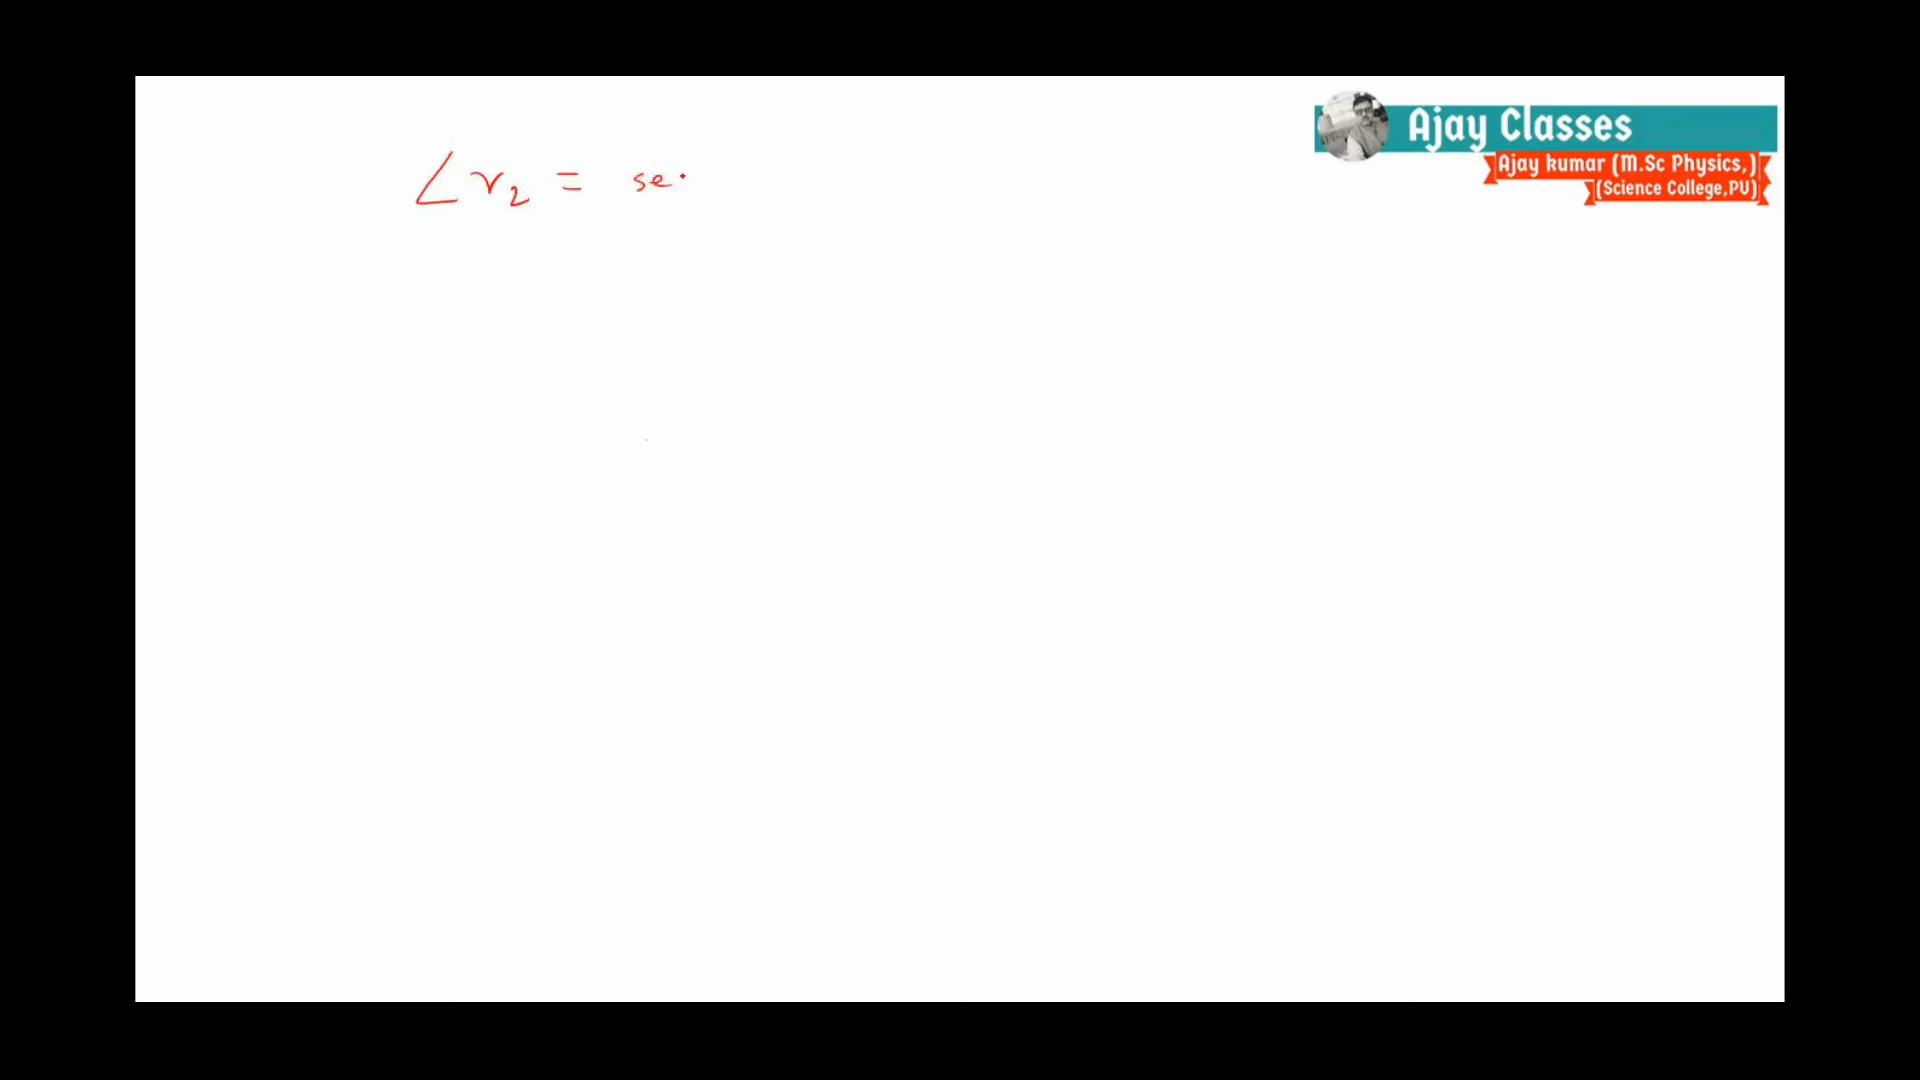 ∠r₂ = se
Ajay Classes
Ajay kumar (M.Sc Physics,)
(Science College,PU)